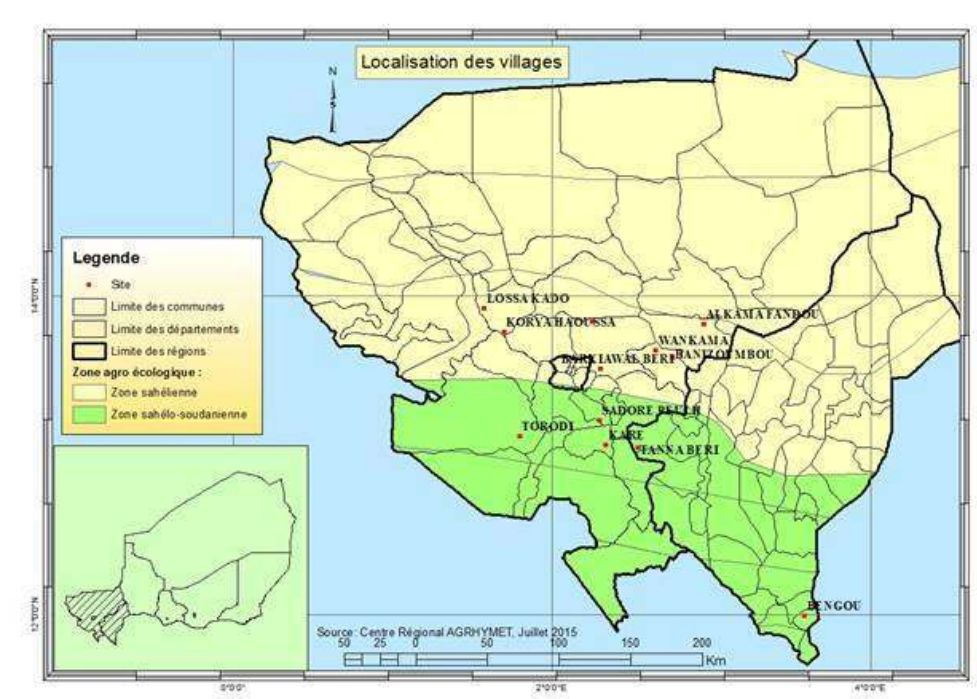 Localisation des villages
N
S
Legende
Site
Limite des communes
Limite des départements
Limite des régions
Zone agro écologique :
Zone sahélienne
Zone sahélo-soudanienne
LOSSA KADO
KORYA HAOUSSA
ALKAMA FANDOU
WANKAMA
BANIZOUMBOU
BERI
SADORE PEULH
TORODI
KARE
TANNA BERI
BENGOU
14°0'0"N
12°0'0"N
Source: Centre Régional AGRHYMET, Juillet 2015
50 25 0 50 100 150 200
Km
0°0'0"
2°0'0"E
4°0'0"E